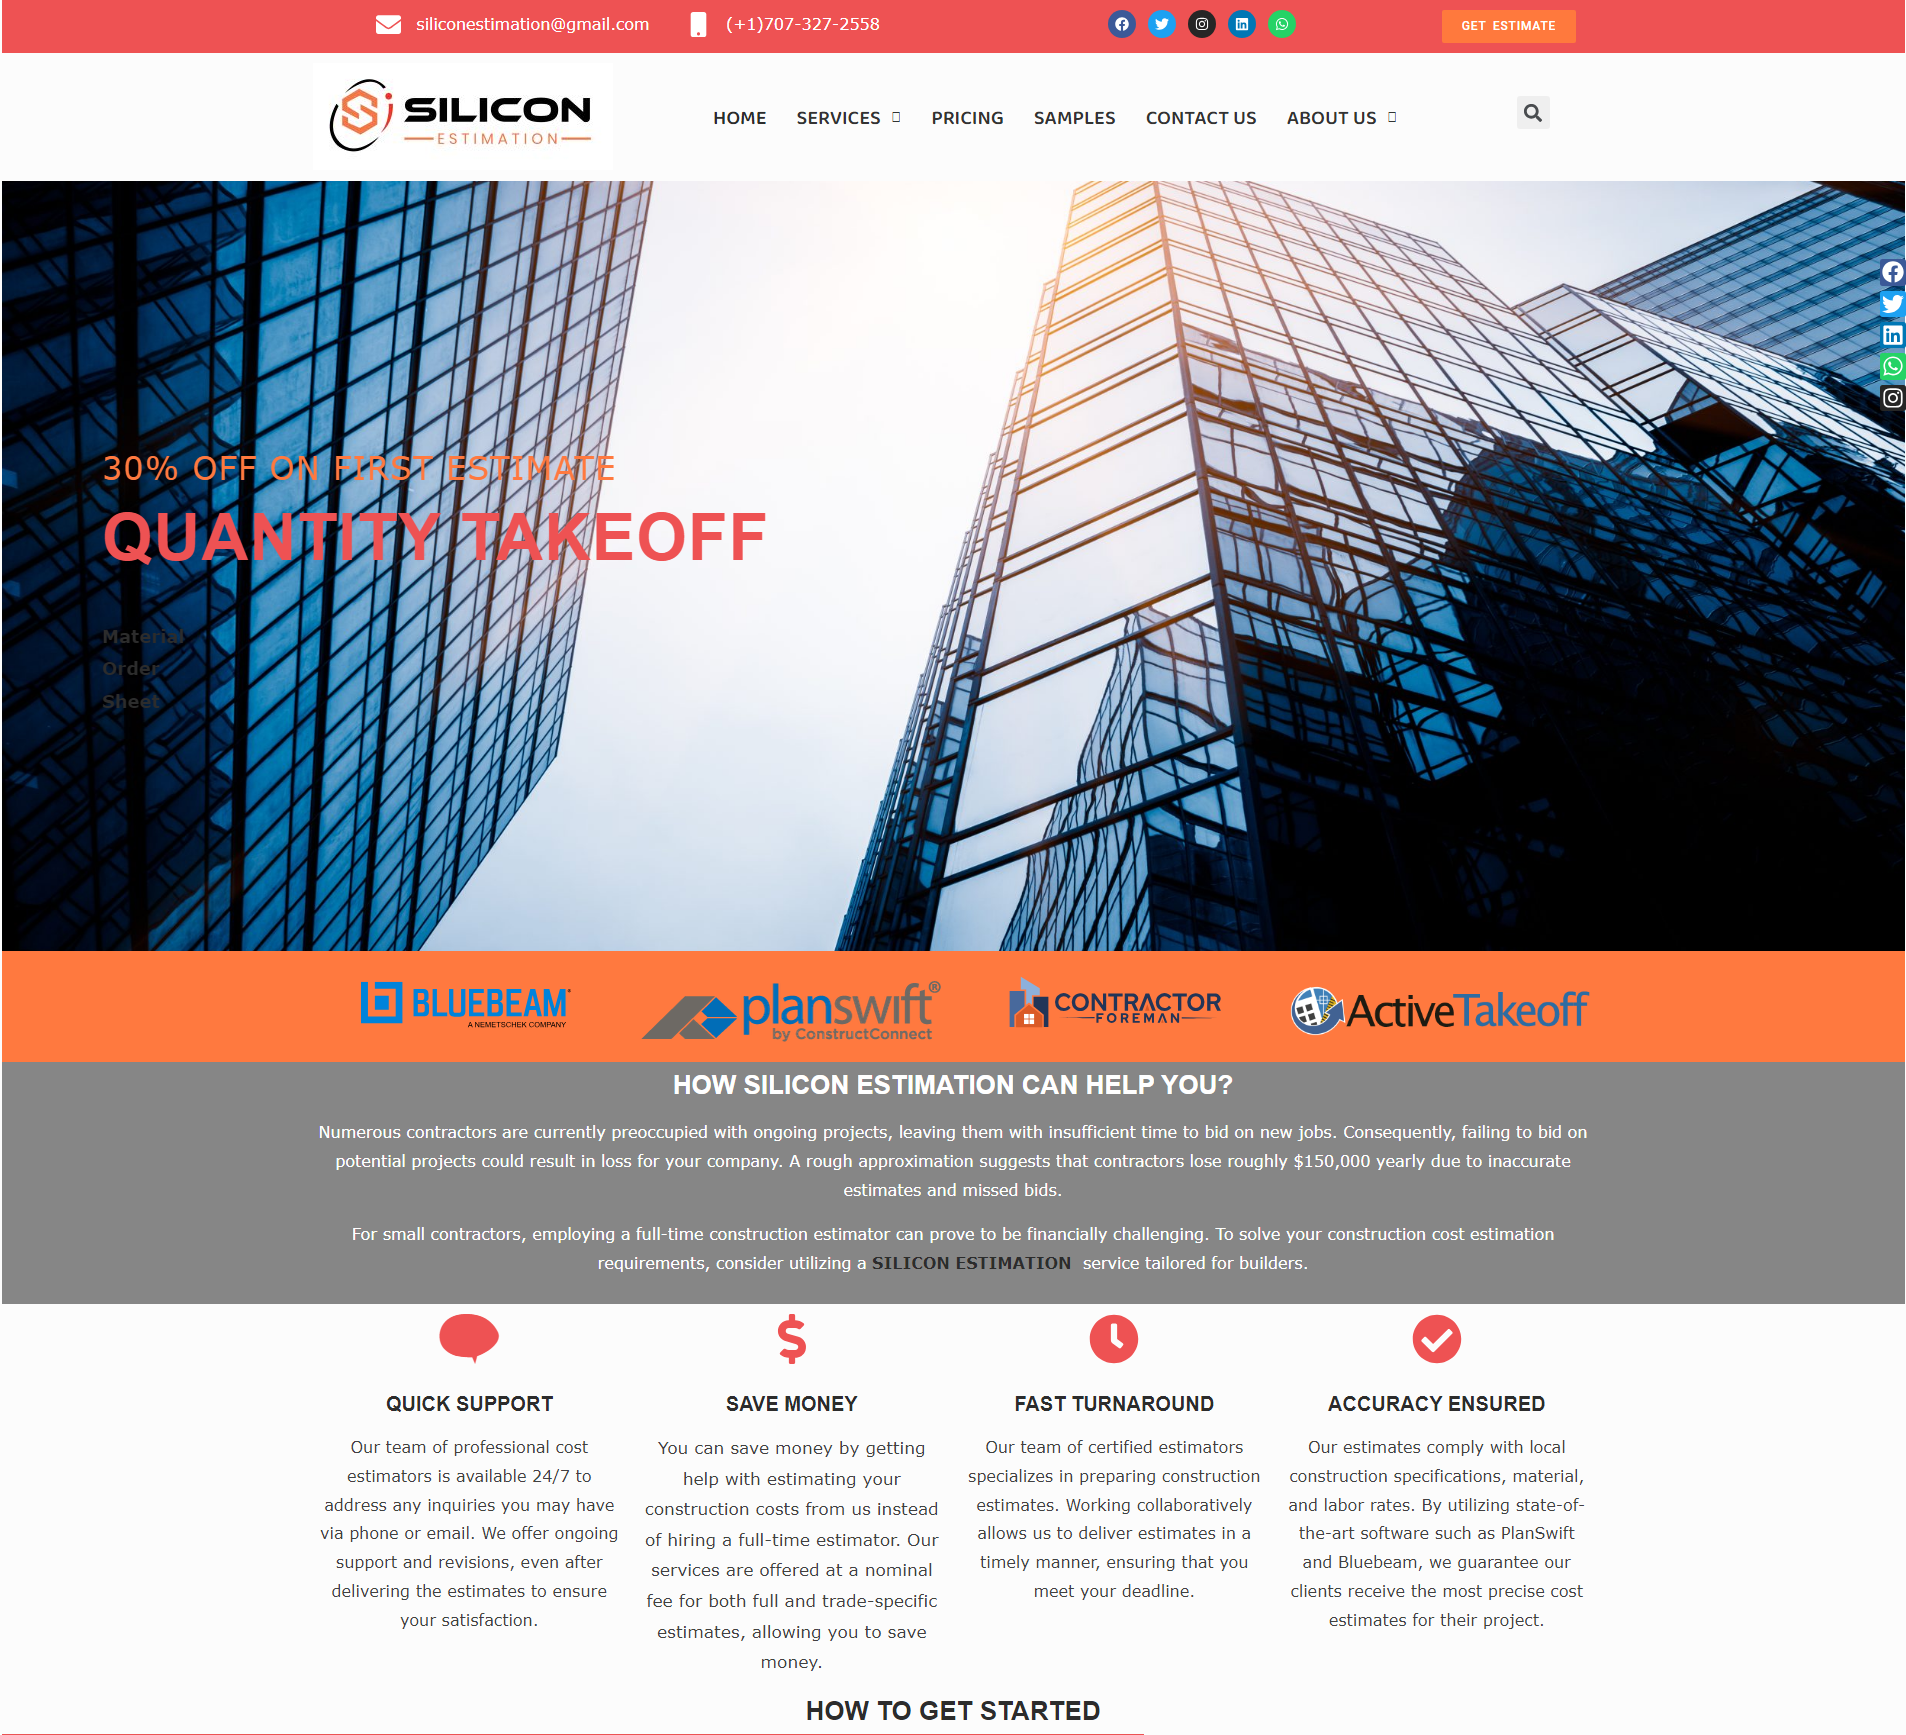 siliconestimation@gmail.com
(+1)707-327-2558
GET ESTIMATE
SILICON
ESTIMATION
HOME
SERVICES
PRICING
SAMPLES
CONTACT US
ABOUT US
30% OFF ON FIRST ESTIMATE
QUANTITY TAKEOFF
Material
Order
Sheet
BLUEBEAM
A NEMETSCHEK COMPANY
planswift®
by ConstructConnect
CONTRACTOR
FOREMAN
ActiveTakeoff
HOW SILICON ESTIMATION CAN HELP YOU?
Numerous contractors are currently preoccupied with ongoing projects, leaving them with insufficient time to bid on new jobs. Consequently, failing to bid on
potential projects could result in loss for your company. A rough approximation suggests that contractors lose roughly $150,000 yearly due to inaccurate
estimates and missed bids.
For small contractors, employing a full-time construction estimator can prove to be financially challenging. To solve your construction cost estimation
requirements, consider utilizing a SILICON ESTIMATION service tailored for builders.
QUICK SUPPORT
Our team of professional cost
estimators is available 24/7 to
address any inquiries you may have
via phone or email. We offer ongoing
support and revisions, even after
delivering the estimates to ensure
your satisfaction.
SAVE MONEY
You can save money by getting
help with estimating your
construction costs from us instead
of hiring a full-time estimator. Our
services are offered at a nominal
fee for both full and trade-specific
estimates, allowing you to save
money.
FAST TURNAROUND
Our team of certified estimators
specializes in preparing construction
estimates. Working collaboratively
allows us to deliver estimates in a
timely manner, ensuring that you
meet your deadline.
ACCURACY ENSURED
Our estimates comply with local
construction specifications, material,
and labor rates. By utilizing state-of-
the-art software such as PlanSwift
and Bluebeam, we guarantee our
clients receive the most precise cost
estimates for their project.
HOW TO GET STARTED